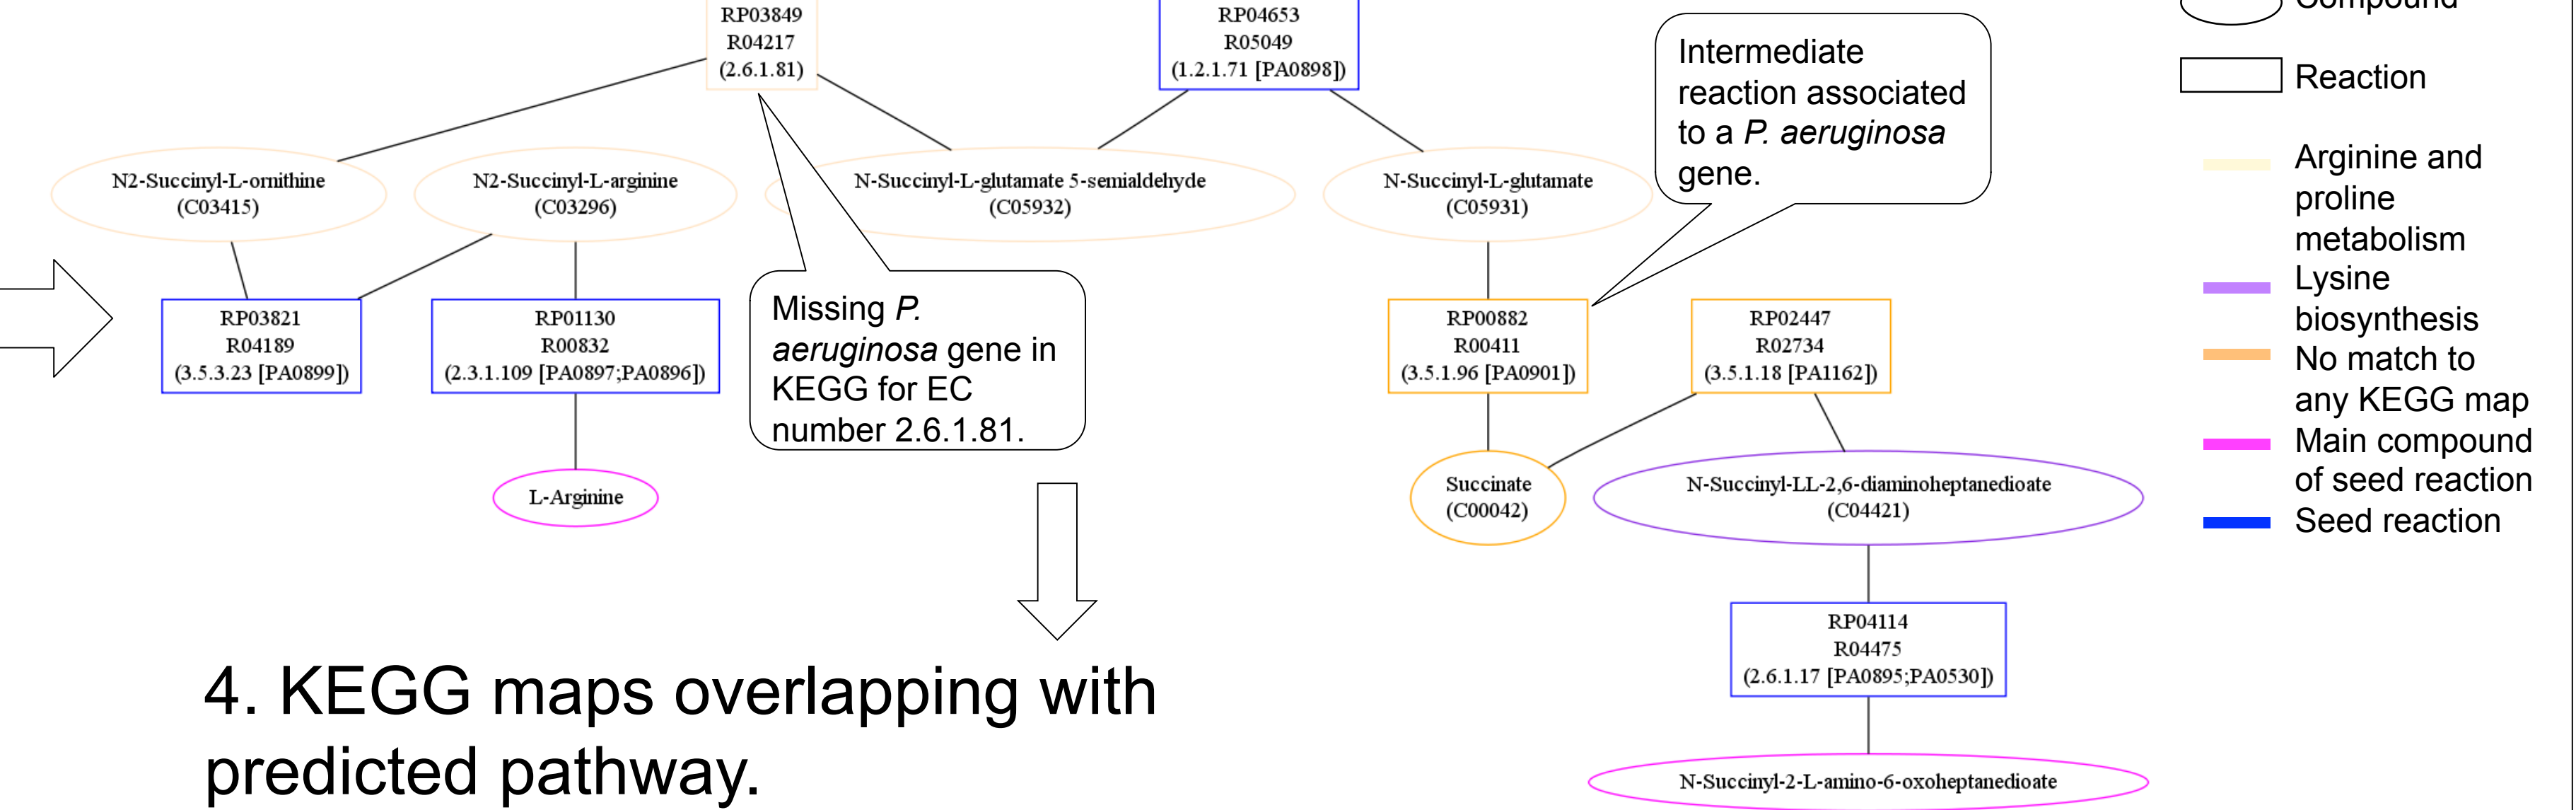 RP03849
R04217
(2.6.1.81)
RP04653
R05049
(1.2.1.71 [PA0898])
Intermediate
reaction associated
to a P. aeruginosa
gene.
Compound
Reaction
Arginine and
proline
metabolism
Lysine
biosynthesis
No match to
any KEGG map
Main compound
of seed reaction
Seed reaction
N2-Succinyl-L-ornithine
(C03415)
N2-Succinyl-L-arginine
(C03296)
N-Succinyl-L-glutamate 5-semialdehyde
(C05932)
N-Succinyl-L-glutamate
(C05931)
RP03821
R04189
(3.5.3.23 [PA0899])
RP01130
R00832
(2.3.1.109 [PA0897;PA0896])
Missing P.
aeruginosa gene in
KEGG for EC
number 2.6.1.81.
RP00882
R00411
(3.5.1.96 [PA0901])
RP02447
R02734
(3.5.1.18 [PA1162])
L-Arginine
Succinate
(C00042)
N-Succinyl-LL-2,6-diaminoheptanedioate
(C04421)
RP04114
R04475
(2.6.1.17 [PA0895;PA0530])
N-Succinyl-2-L-amino-6-oxoheptanedioate
4. KEGG maps overlapping with
predicted pathway.